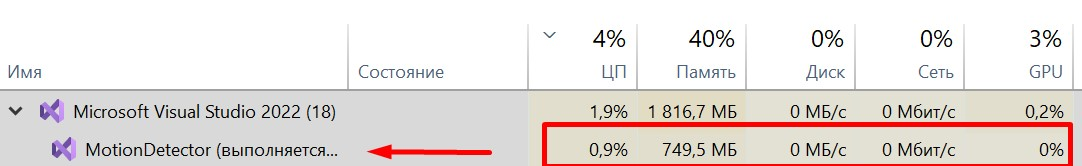 4% 40% 0% 0% 3%
Имя Состояние ЦП Память Диск Сеть GPU
Microsoft Visual Studio 2022 (18) 1,9% 1 816,7 МБ 0 МБ/с 0 Мбит/с 0,2%
MotionDetector (выполняется... 0,9% 749,5 МБ 0 МБ/с 0 Мбит/с 0%